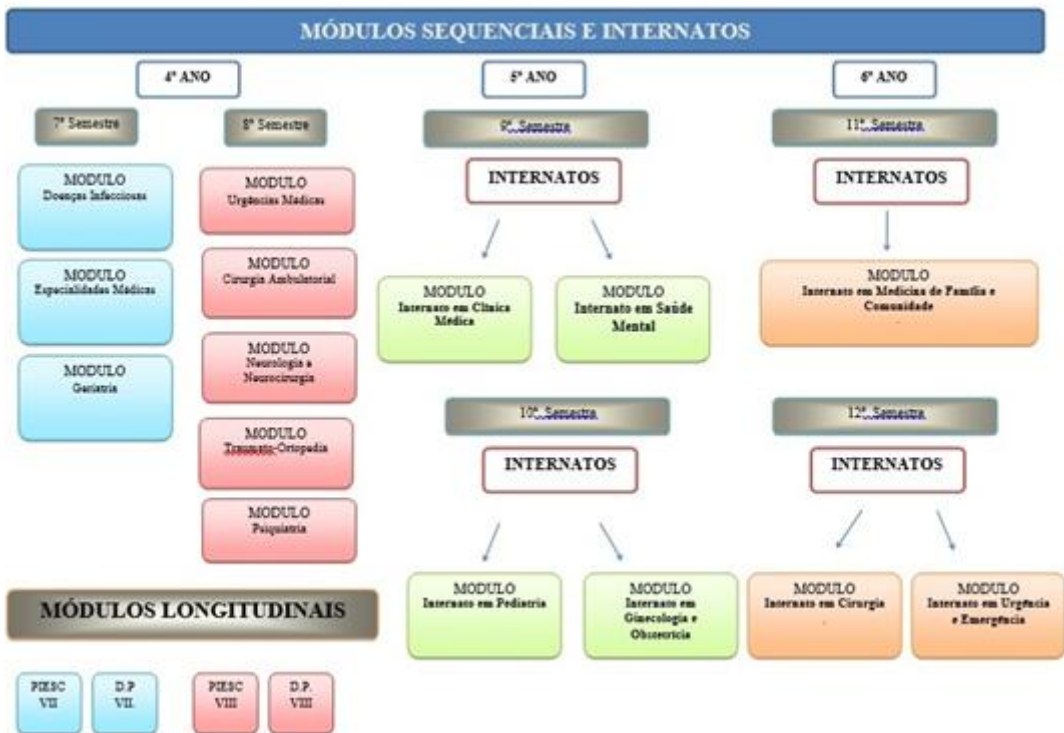 MÓDULOS SEQUENCIAIS E INTERNATOS
4º ANO
7º Semestre
8º Semestre
MODULO
Doenças Infecciosas
MODULO
Especialidades Médicas
MODULO
Geriatria
MODULO
Urgências Médicas
MODULO
Cirurgia Ambulatorial
MODULO
Neurologia e
Neurocirurgia
MODULO
Traumato-Ortopedia
MODULO
Psiquiatria
5º ANO
9º. Semestre
INTERNATOS
MODULO
Internato em Clínica
Médica
MODULO
Internato em Saúde
Mental
10º. Semestre
INTERNATOS
MODULO
Internato em Pediatria
MODULO
Internato em
Ginecologia e
Obstetrícia
6º ANO
11º. Semestre
INTERNATOS
MODULO
Internato em Medicina de Família e
Comunidade
12º. Semestre
INTERNATOS
MODULO
Internato em Cirurgia
MODULO
Internato em Urgência
e Emergência
MÓDULOS LONGITUDINAIS
PIESC
VII
D.P
VII.
PIESC
VIII
D.P.
VIII